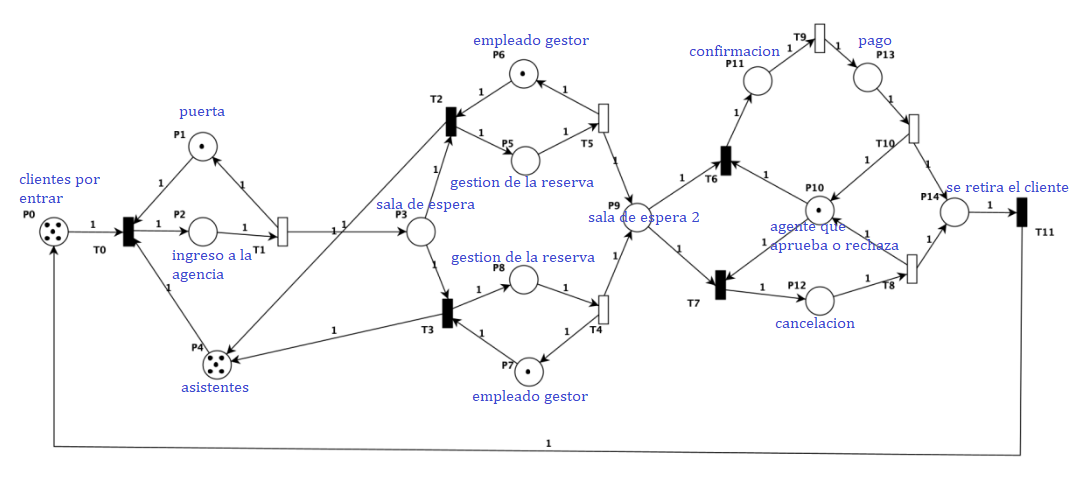 empleado gestor
P6
T9
pago
confirmacion
1
1
P13
P11
puerta
T2
1
1
1
P1
1
1
P5
1
T5
T10
clientes por
entrar
1
1
gestion de la reserva
1
1
T6
1
1
P10
se retira el cliente
P0
1
P2
1
sala de espera
P3
1
P9
sala de espera 2
1
P14
1
T0
1
T1
1
1
agente que
aprueba o rechaza
1
1
T11
ingreso a la
agencia
gestion de la reserva
P8
1
1
1
1
1
P12
1
T8
1
1
1
T7
cancelacion
P4
1
T3
1
1
T4
asistentes
P7
empleado gestor
1